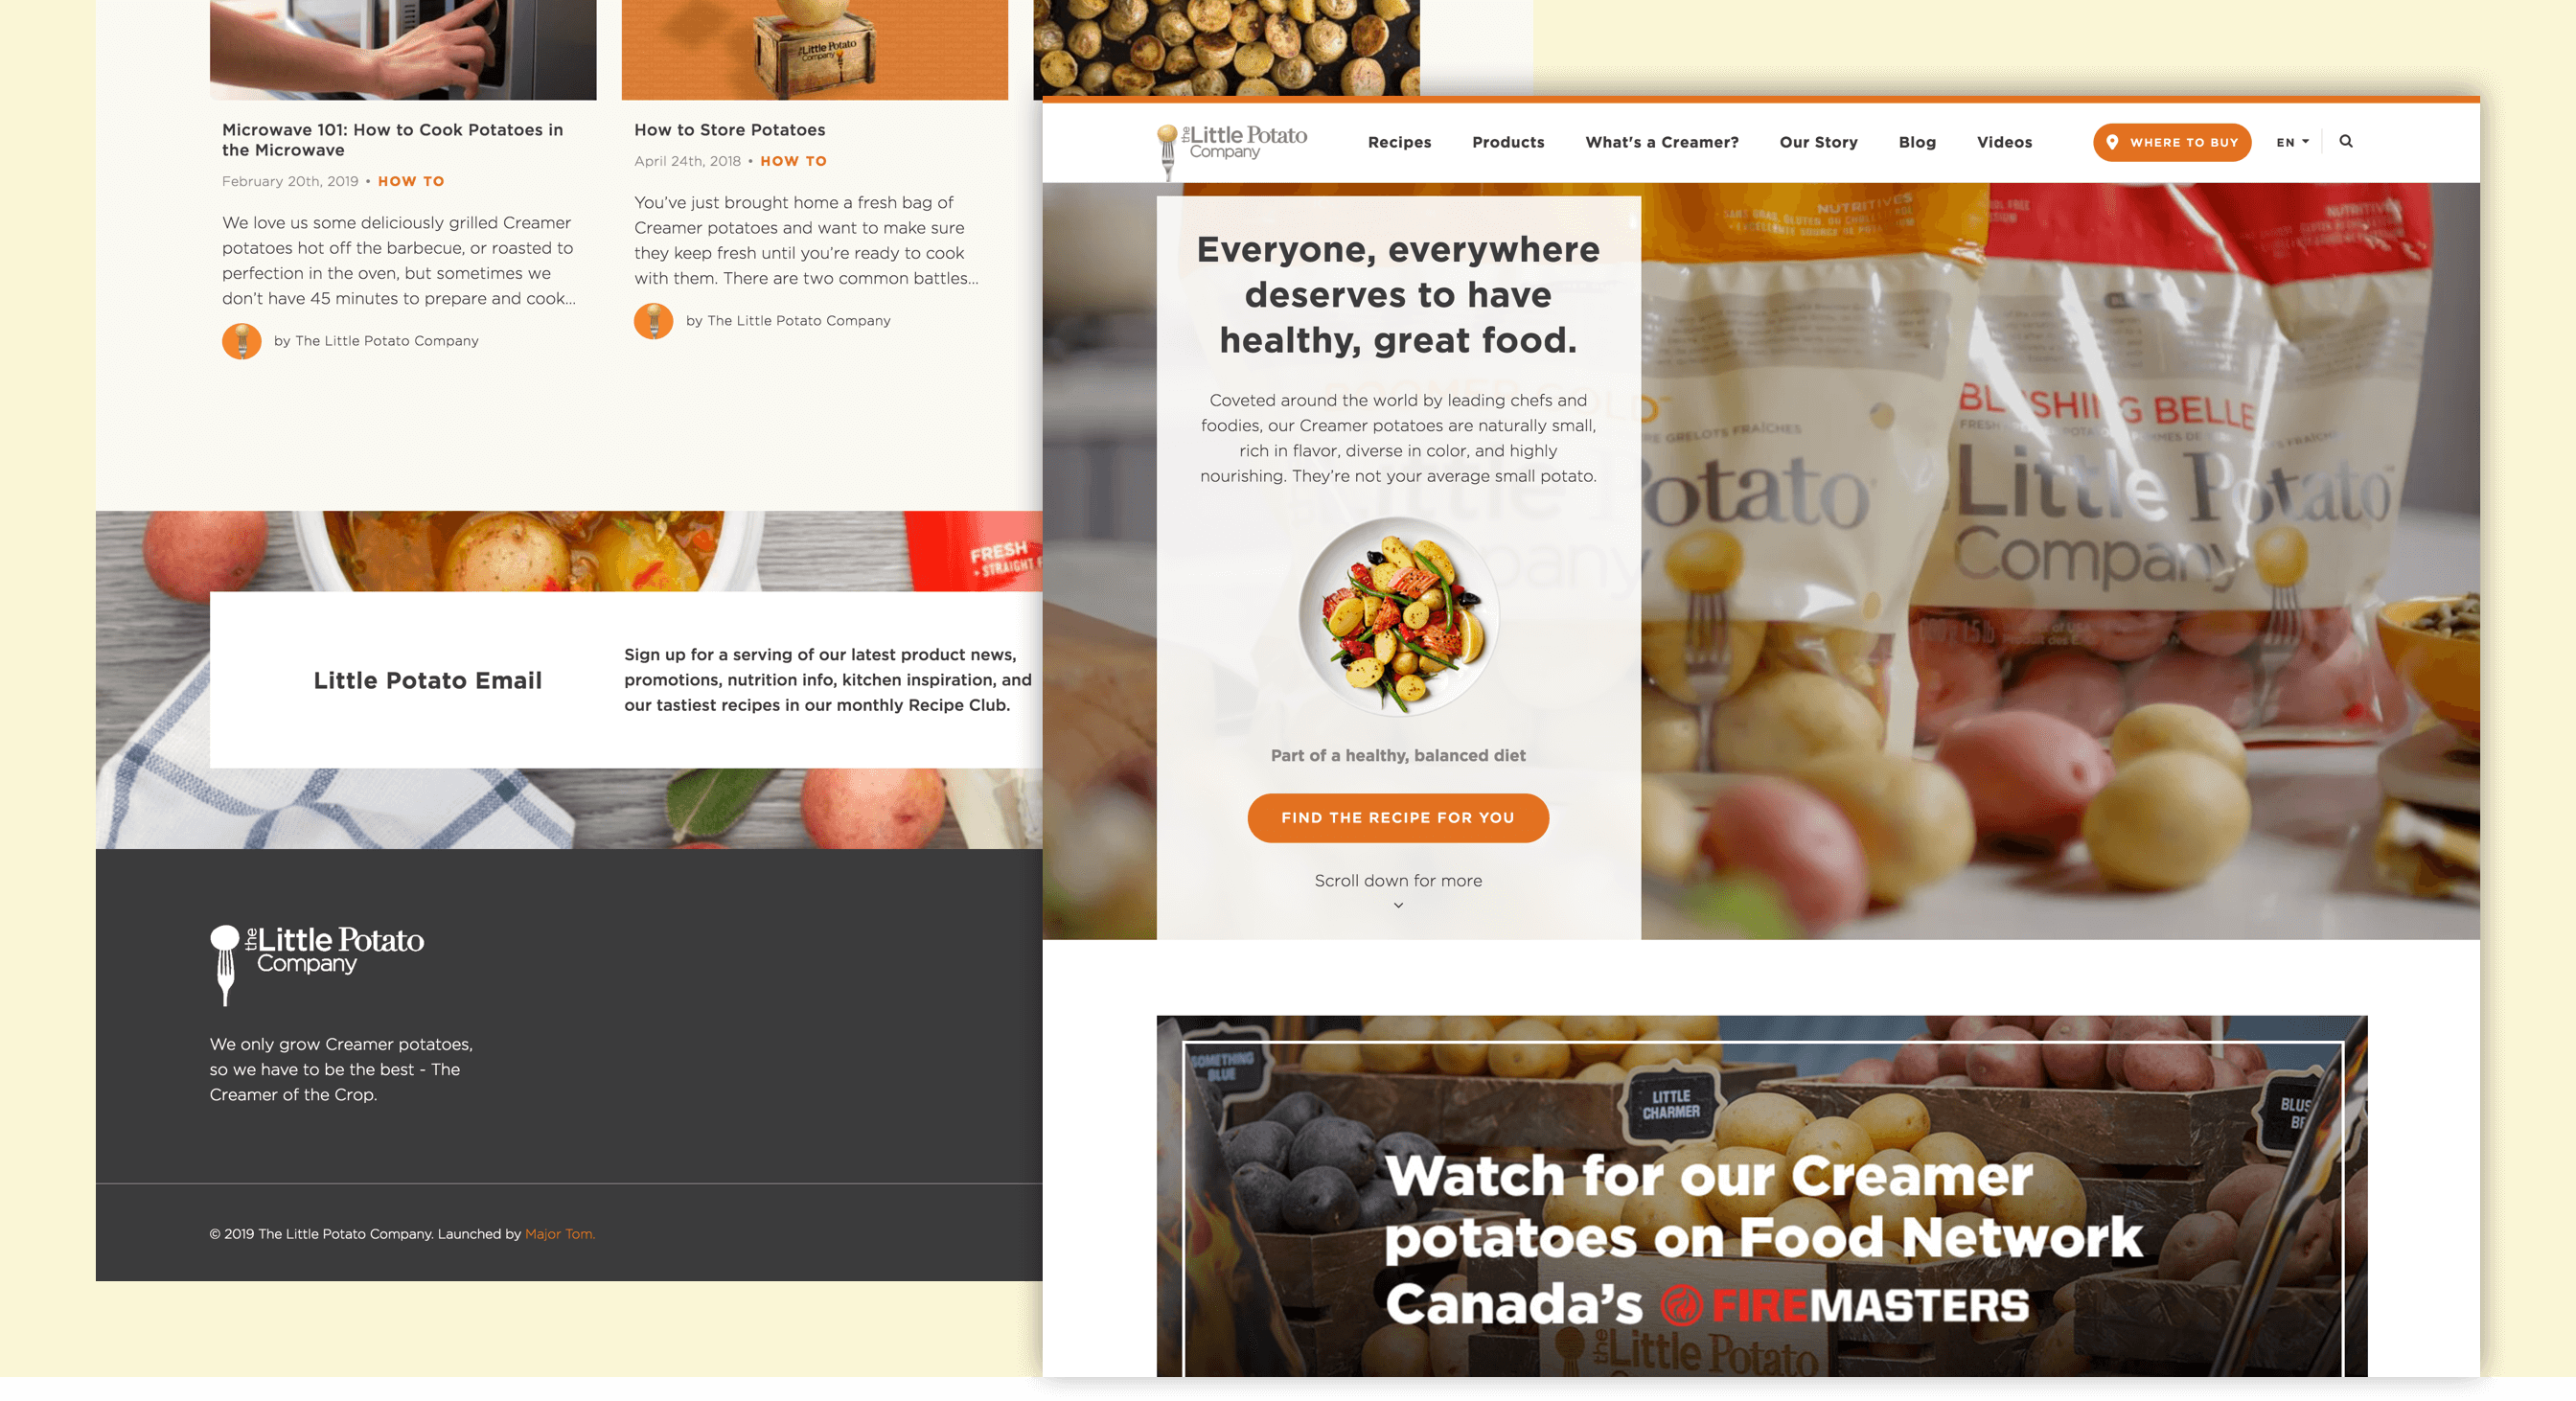 the Little Potato
Company
Microwave 101: How to Cook Potatoes in
the Microwave
February 20th, 2019 • HOW TO
We love us some deliciously grilled Creamer
potatoes hot off the barbecue, or roasted to
perfection in the oven, but sometimes we
don't have 45 minutes to prepare and cook...
by The Little Potato Company
How to Store Potatoes
April 24th, 2018 • HOW TO
You've just brought home a fresh bag of
Creamer potatoes and want to make sure
they keep fresh until you're ready to cook
with them. There are two common battles...
by The Little Potato Company
FRESH
• STRAIGHT
Little Potato Email
Sign up for a serving of our latest product news,
promotions, nutrition info, kitchen inspiration, and
our tastiest recipes in our monthly Recipe Club.
the Little Potato
Company
We only grow Creamer potatoes,
so we have to be the best - The
Creamer of the Crop.
© 2019 The Little Potato Company. Launched by Major Tom.
the Little Potato
Company
Recipes
Products
What's a Creamer?
Our Story
Blog
Videos
WHERE TO BUY
EN
Everyone, everywhere
deserves to have
healthy, great food.
Coveted around the world by leading chefs and
foodies, our Creamer potatoes are naturally small,
rich in flavor, diverse in color, and highly
nourishing. They're not your average small potato.
Part of a healthy, balanced diet
FIND THE RECIPE FOR YOU
Scroll down for more
NUTRITIVES
BLUSHING BELLE
Little Potato
Company
SOMETHING
BLUE
LITTLE
CHARMER
Watch for our Creamer
potatoes on Food Network
Canada's FIREMASTERS
the Little Potato